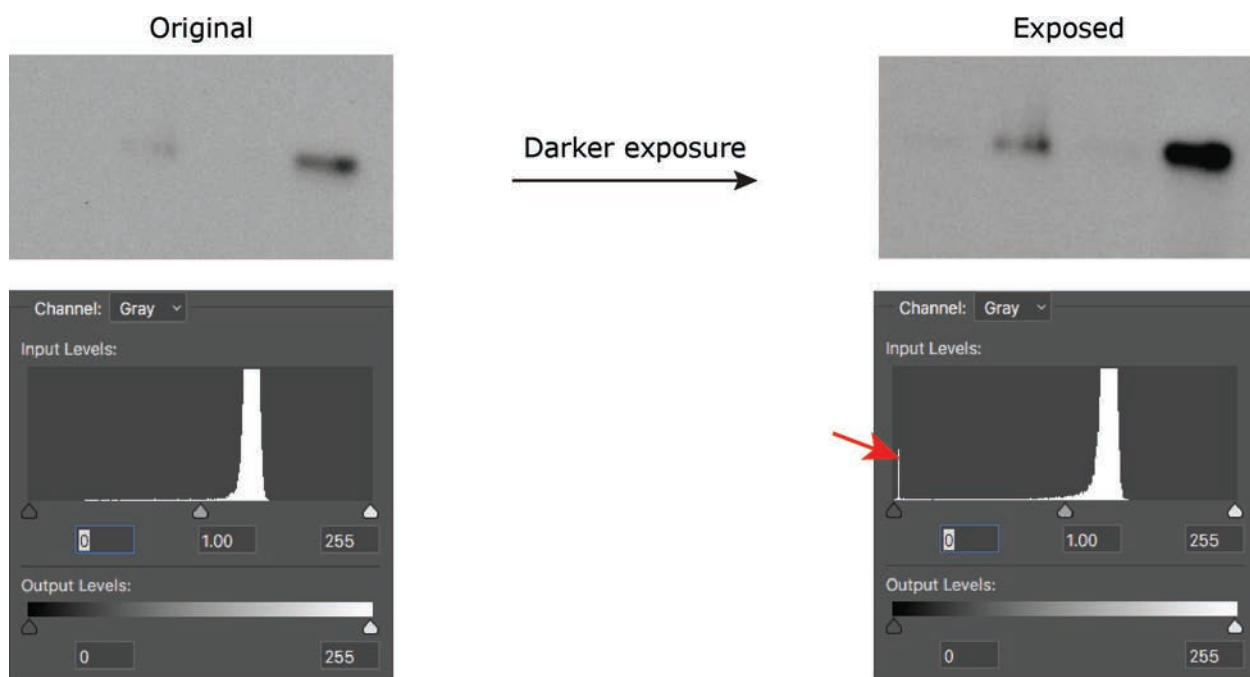 Original
Exposed
Darker exposure
Channel: Gray
Input Levels:
0 1.00 255
Output Levels:
0 255
Channel: Gray
Input Levels:
0 1.00 255
Output Levels:
0 255